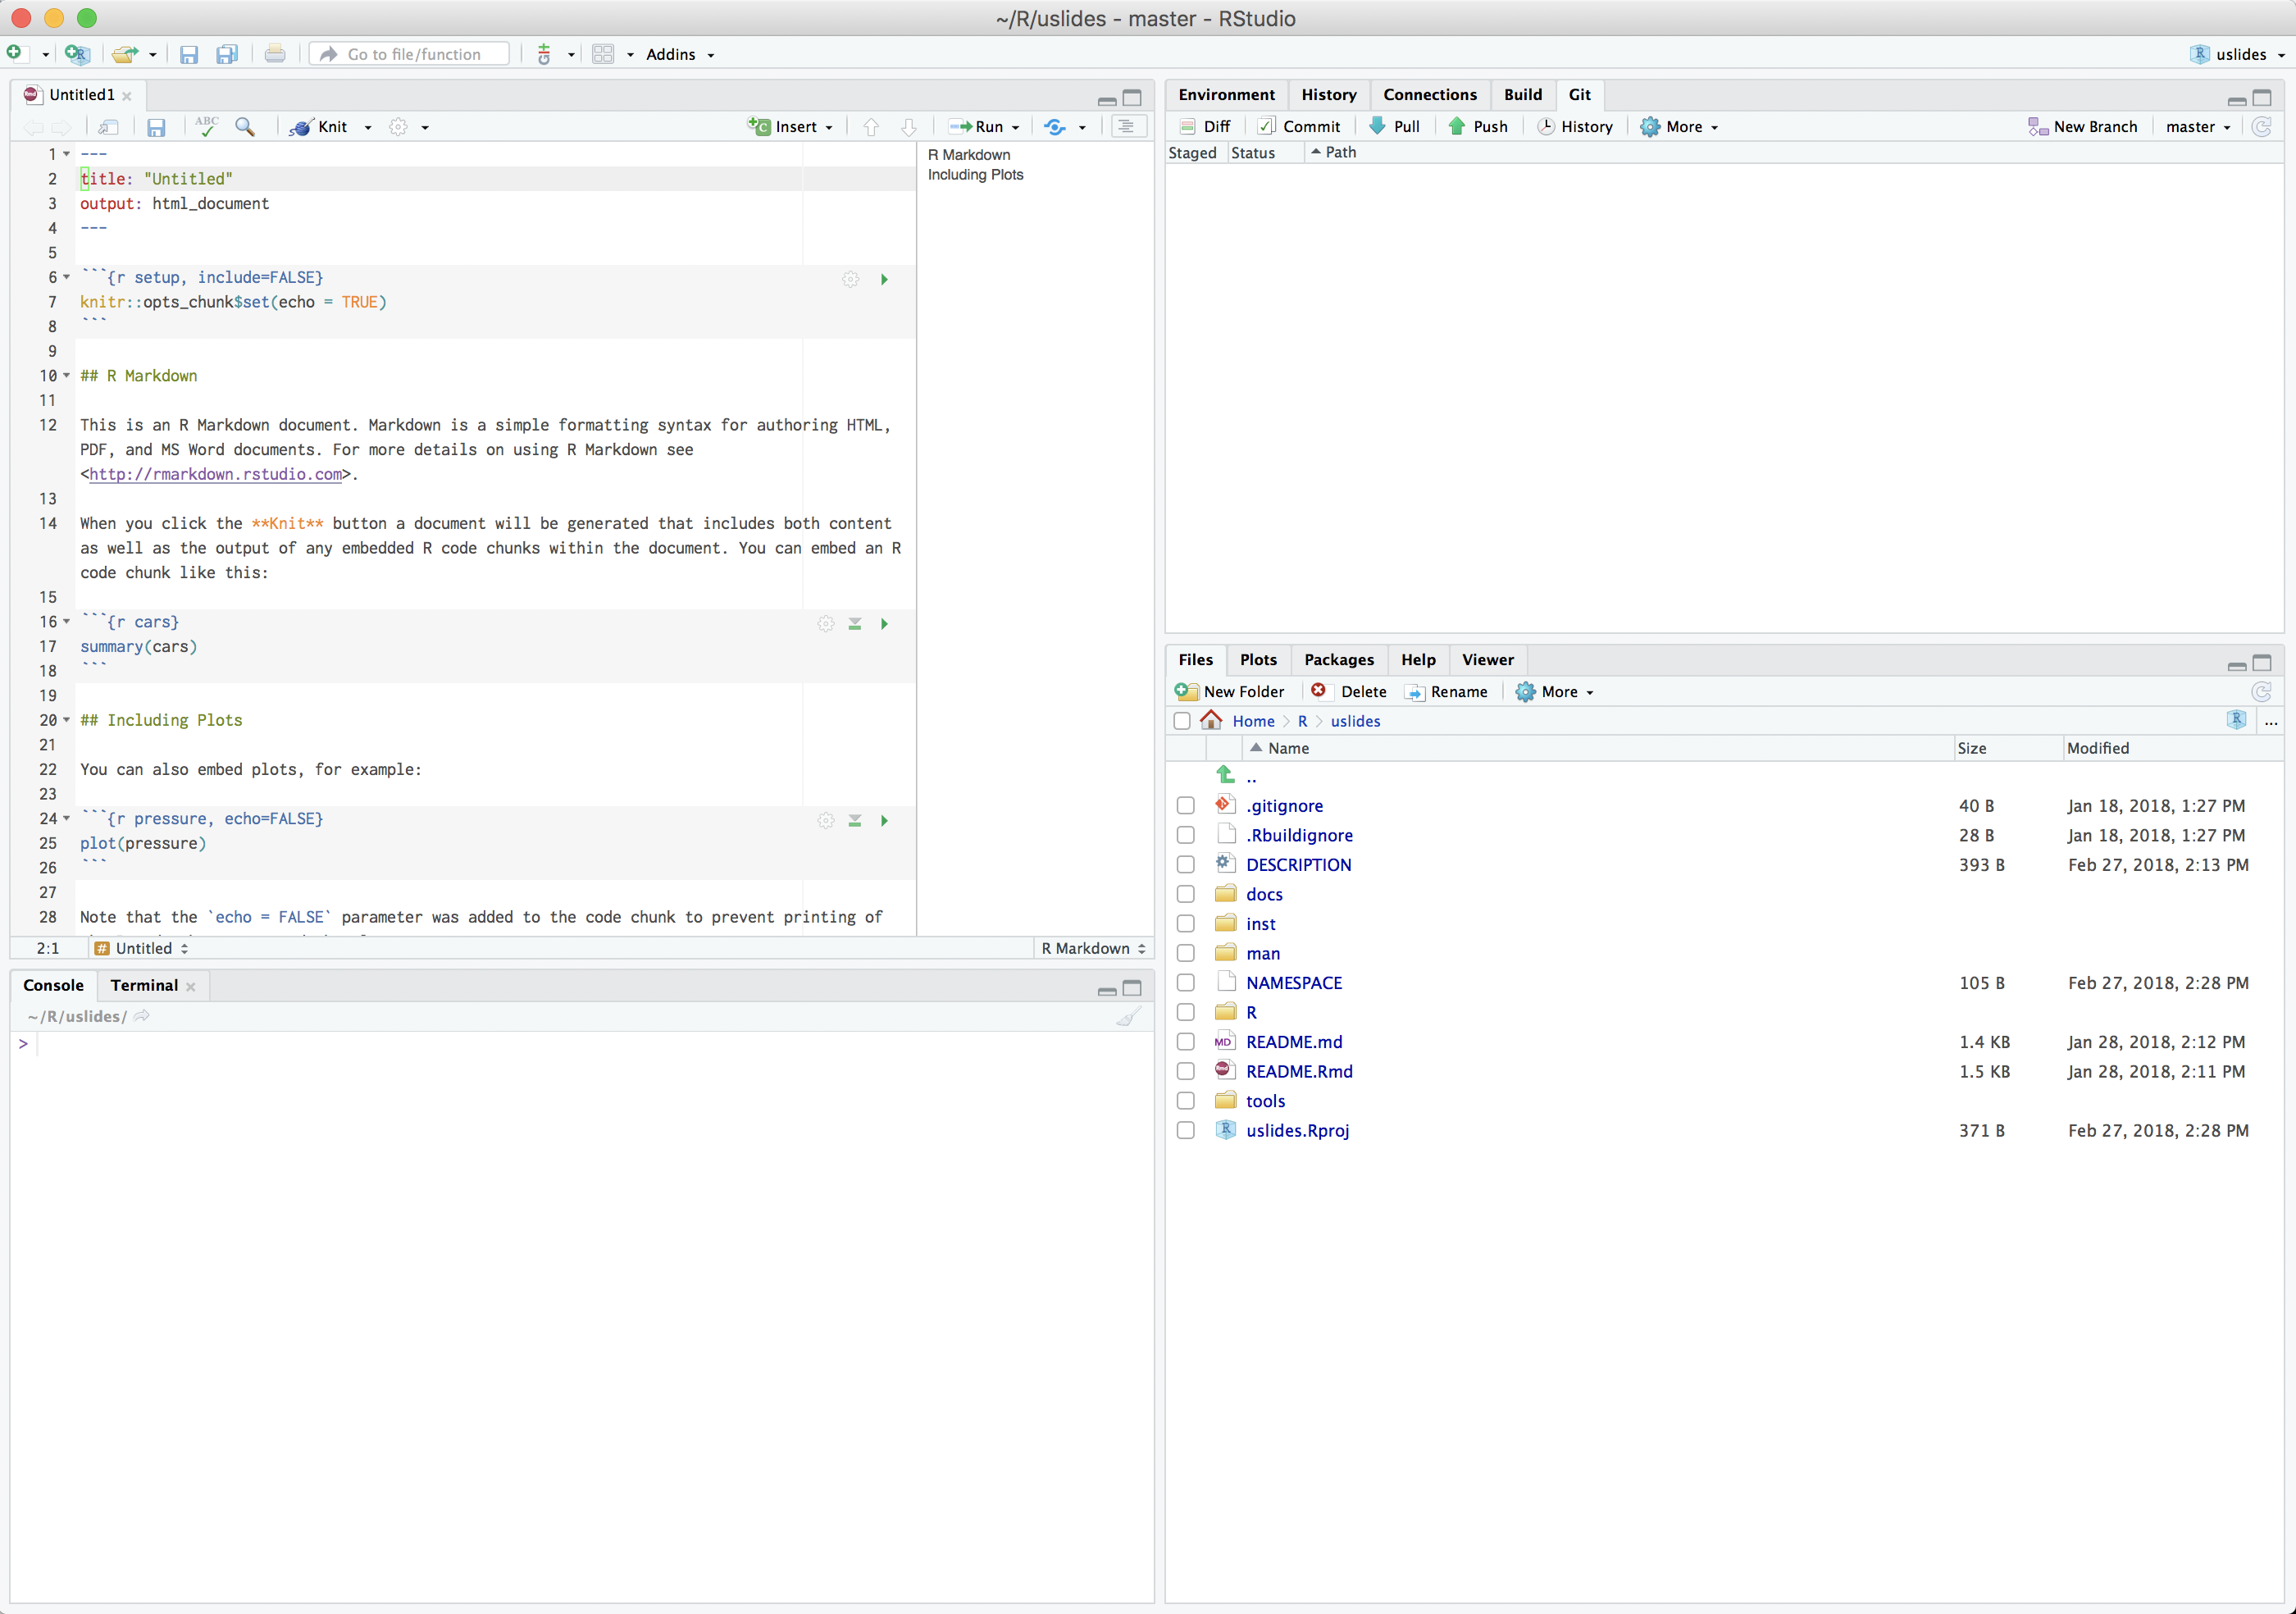 ~/R/uslides - master - RStudio
Go to file/function
Addins
uslides
Untitled1
ABC
Knit
Insert
Run
1 ---
2 title: "Untitled"
3 output: html_document
4 ---
5
6 ```{r setup, include=FALSE}
7 knitr::opts_chunk$set(echo = TRUE)
8 ```
9
10 ## R Markdown
11
12 This is an R Markdown document. Markdown is a simple formatting syntax for authoring HTML,
PDF, and MS Word documents. For more details on using R Markdown see
<http://rmarkdown.rstudio.com>.
13
14 When you click the **Knit** button a document will be generated that includes both content
as well as the output of any embedded R code chunks within the document. You can embed an R
code chunk like this:
15
16 ```{r cars}
17 summary(cars)
18 ```
19
20 ## Including Plots
21
22 You can also embed plots, for example:
23
24 ```{r pressure, echo=FALSE}
25 plot(pressure)
26 ```
27
28 Note that the `echo = FALSE` parameter was added to the code chunk to prevent printing of
R Markdown
Including Plots
2:1 # Untitled R Markdown
Console Terminal
~/R/uslides/
>
Environment History Connections Build Git
Diff Commit Pull Push History More New Branch master
Staged Status Path
Files Plots Packages Help Viewer
New Folder Delete Rename More
Home R uslides ...
Name Size Modified
..
.gitignore 40 B Jan 18, 2018, 1:27 PM
.Rbuildignore 28 B Jan 18, 2018, 1:27 PM
DESCRIPTION 393 B Feb 27, 2018, 2:13 PM
docs
inst
man
NAMESPACE 105 B Feb 27, 2018, 2:28 PM
R
README.md 1.4 KB Jan 28, 2018, 2:12 PM
README.Rmd 1.5 KB Jan 28, 2018, 2:11 PM
tools
uslides.Rproj 371 B Feb 27, 2018, 2:28 PM